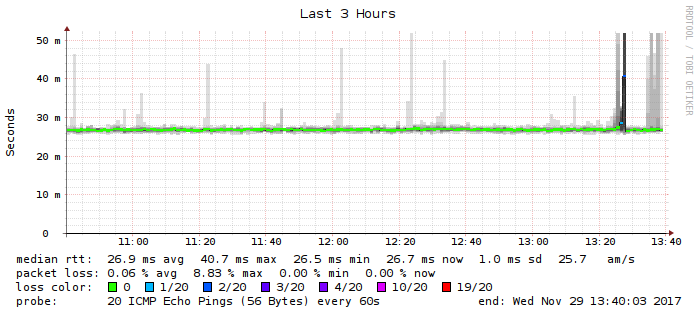 Last 3 Hours
RRDTOOL / TOBI OETIKER
Seconds
50 m
40 m
30 m
20 m
10 m
0
11:00 11:20 11:40 12:00 12:20 12:40 13:00 13:20 13:40
median rtt: 26.9 ms avg 40.7 ms max 26.5 ms min 26.7 ms now 1.0 ms sd 25.7 am/s
packet loss: 0.06 % avg 8.83 % max 0.00 % min 0.00 % now
loss color: 0 1/20 2/20 3/20 4/20 10/20 19/20
probe: 20 ICMP Echo Pings (56 Bytes) every 60s end: Wed Nov 29 13:40:03 2017